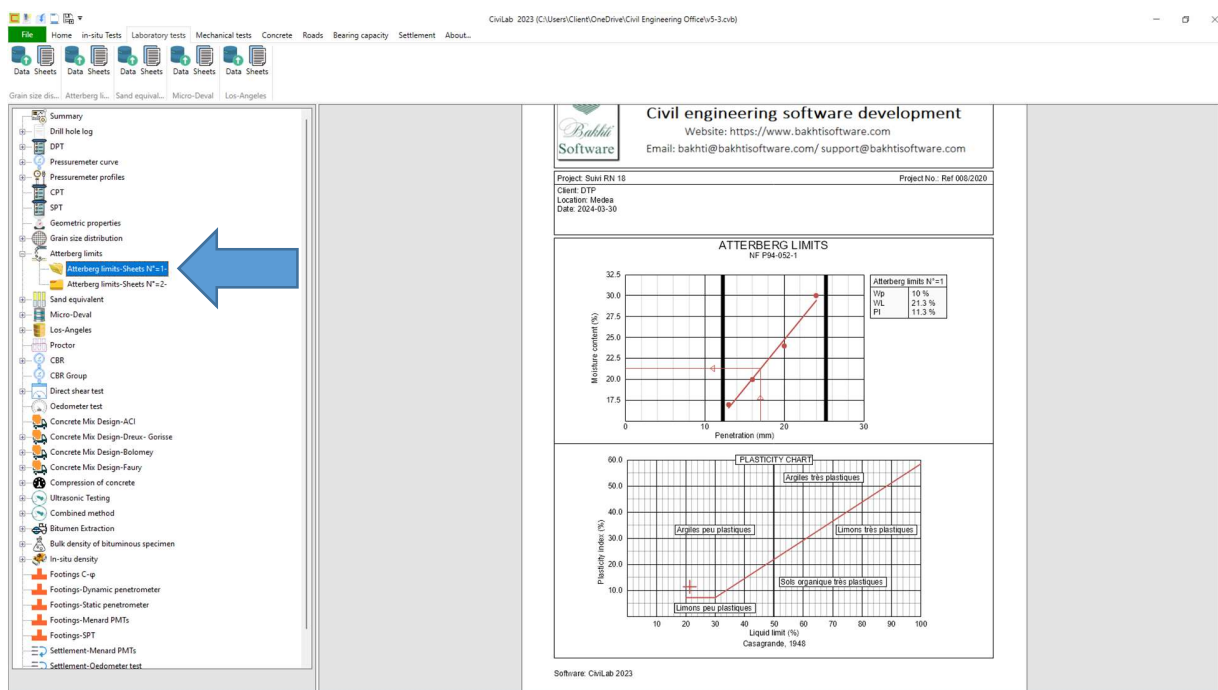 CiviLab 2023 (C:\Users\Client\OneDrive\Civil Engineering Office\v5-3.cvb)
File Home in-situ Tests Laboratory tests Mechanical tests Concrete Roads Bearing capacity Settlement About...
Data Sheets Data Sheets Data Sheets Data Sheets Data Sheets
Grain size dis... Atterberg li... Sand equival... Micro-Deval Los-Angeles
Summary
Drill hole log
DPT
Pressuremeter curve
Pressuremeter profiles
CPT
SPT
Geometric properties
Grain size distribution
Atterberg limits
Atterberg limits-Sheets N°=1-
Atterberg limits-Sheets N°=2-
Sand equivalent
Micro-Deval
Los-Angeles
Proctor
CBR
CBR Group
Direct shear test
Oedometer test
Concrete Mix Design-ACI
Concrete Mix Design-Dreux- Gorisse
Concrete Mix Design-Bolomey
Concrete Mix Design-Faury
Compression of concrete
Ultrasonic Testing
Combined method
Bitumen Extraction
Bulk density of bituminous specimen
In-situ density
Footings C-φ
Footings-Dynamic penetrometer
Footings-Static penetrometer
Footings-Menard PMTs
Footings-SPT
Settlement-Menard PMTs
Settlement-Oedometer test
Bakhti
Software
Civil engineering software development
Website: https://www.bakhtisoftware.com
Email: bakhti@bakhtisoftware.com/ support@bakhtisoftware.com
Project: Suivi RN 18 Project No.: Ref 008/2020
Client: DTP
Location: Medea
Date: 2024-03-30
ATTERBERG LIMITS
NF P94-052-1
32.5
30.0
27.5
25.0
22.5
20.0
17.5
Moisture content (%)
0 10 20 30
Penetration (mm)
Atterberg limits N°=1
Wp 10 %
WL 21.3 %
PI 11.3 %
PLASTICITY CHART
60.0
50.0
40.0
30.0
20.0
10.0
Plasticity index (%)
Argiles très plastiques
Argiles peu plastiques
Limons très plastiques
Sols organique très plastiques
Limons peu plastiques
10 20 30 40 50 60 70 80 90 100
Liquid limit (%)
Casagrande, 1948
Software: CiviLab 2023